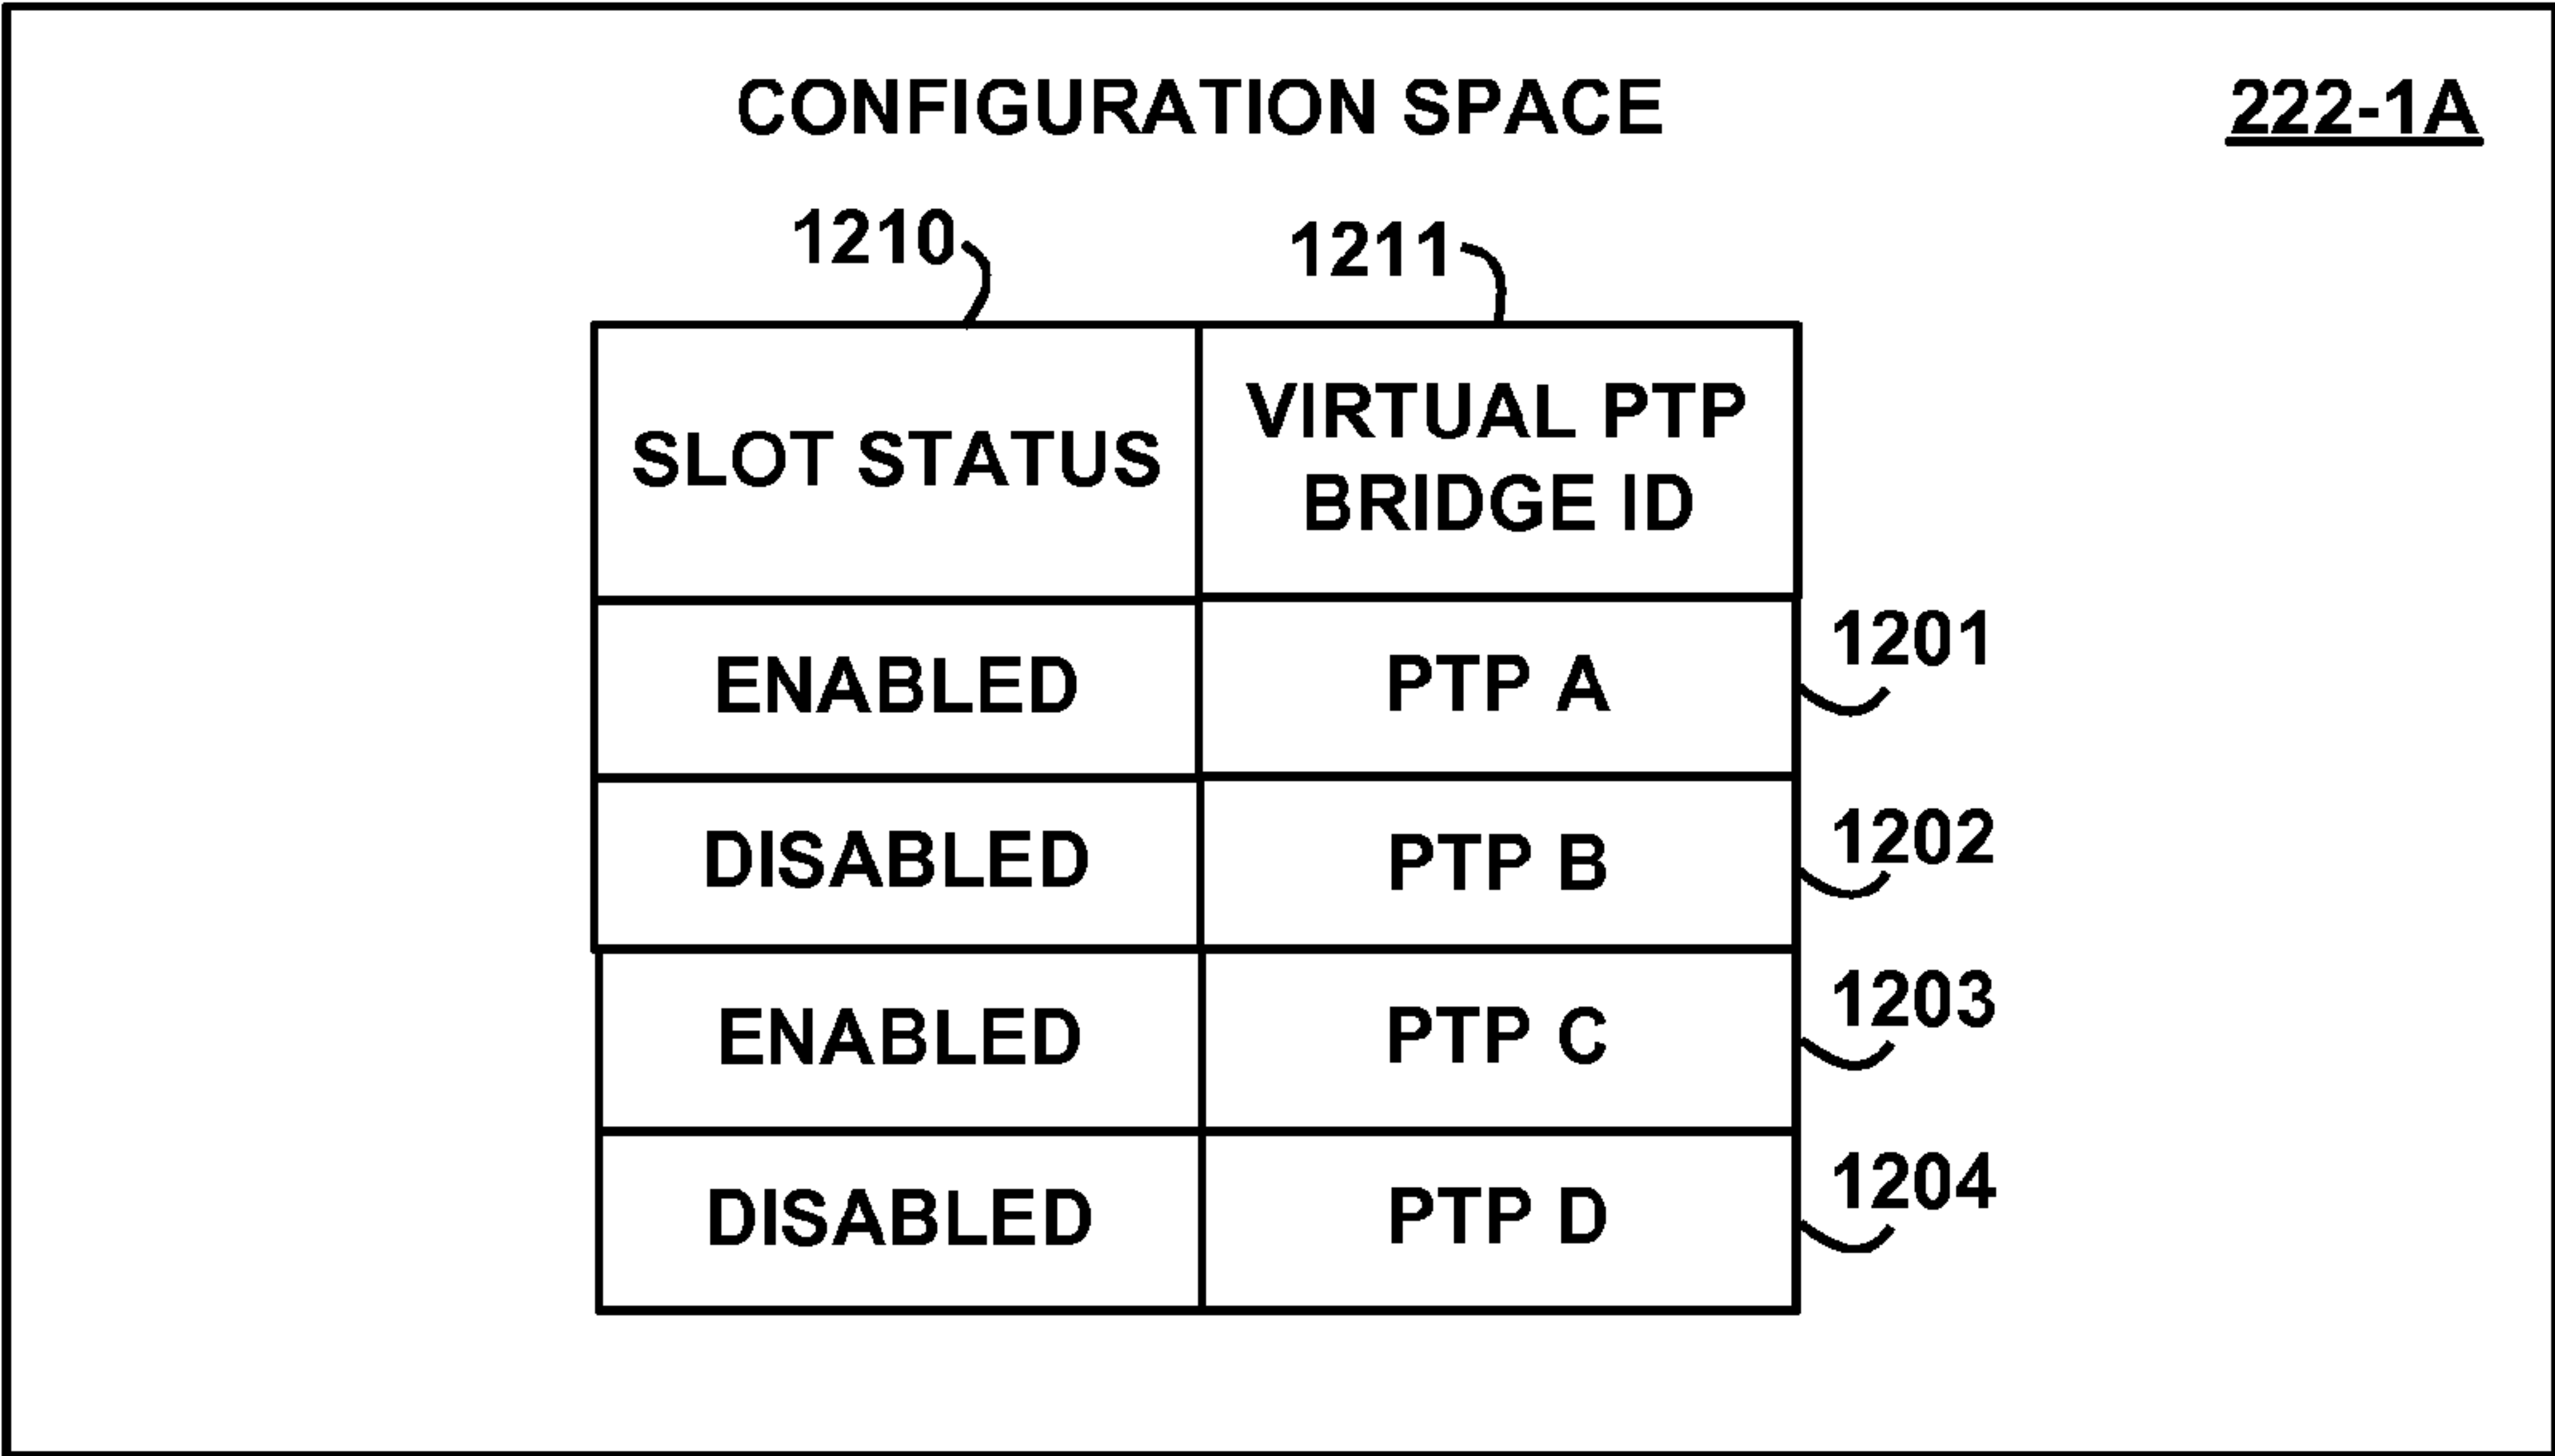 CONFIGURATION SPACE
222-1A
1210
1211
SLOT STATUS
VIRTUAL PTP
BRIDGE ID
ENABLED
PTP A
1201
DISABLED
PTP B
1202
ENABLED
PTP C
1203
DISABLED
PTP D
1204